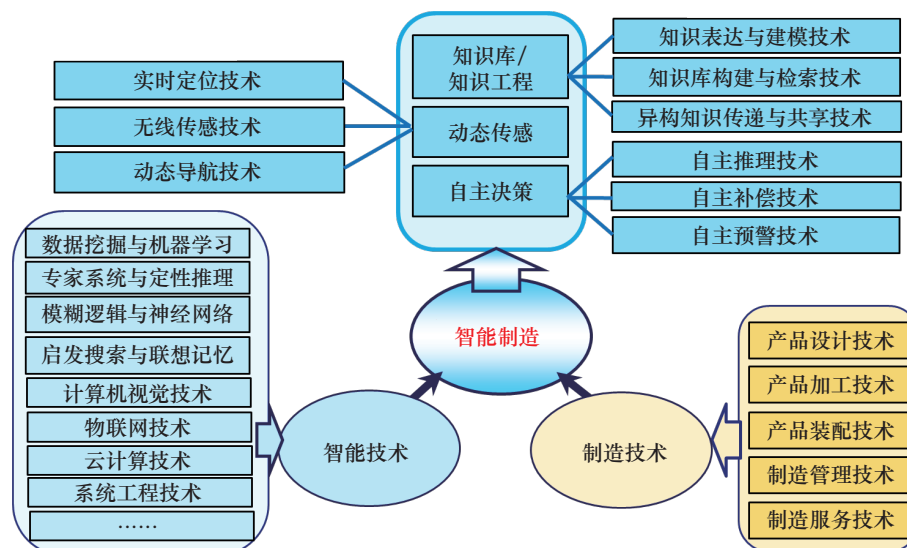 实时定位技术
无线传感技术
动态导航技术
知识库/
知识工程
动态传感
自主决策
知识表达与建模技术
知识库构建与检索技术
异构知识传递与共享技术
自主推理技术
自主补偿技术
自主预警技术
数据挖掘与机器学习
专家系统与定性推理
模糊逻辑与神经网络
启发搜索与联想记忆
计算机视觉技术
物联网技术
云计算技术
系统工程技术
……
智能制造
智能技术
制造技术
产品设计技术
产品加工技术
产品装配技术
制造管理技术
制造服务技术